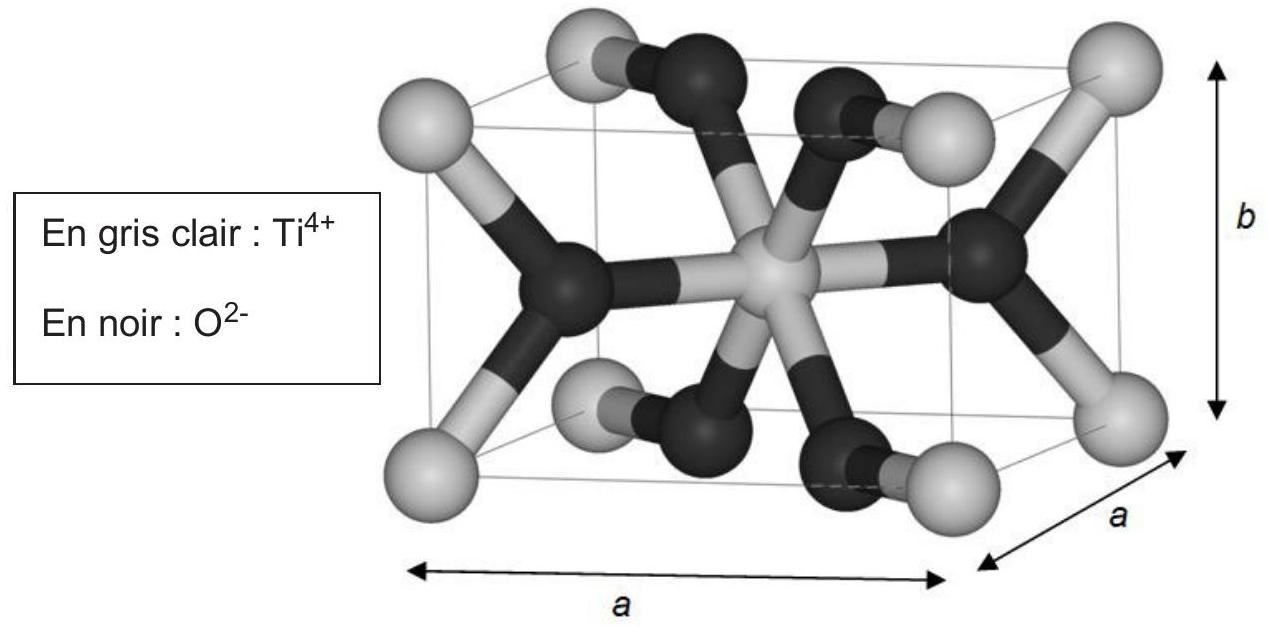 En gris clair : Ti⁴⁺
En noir : O²⁻
b
a
a